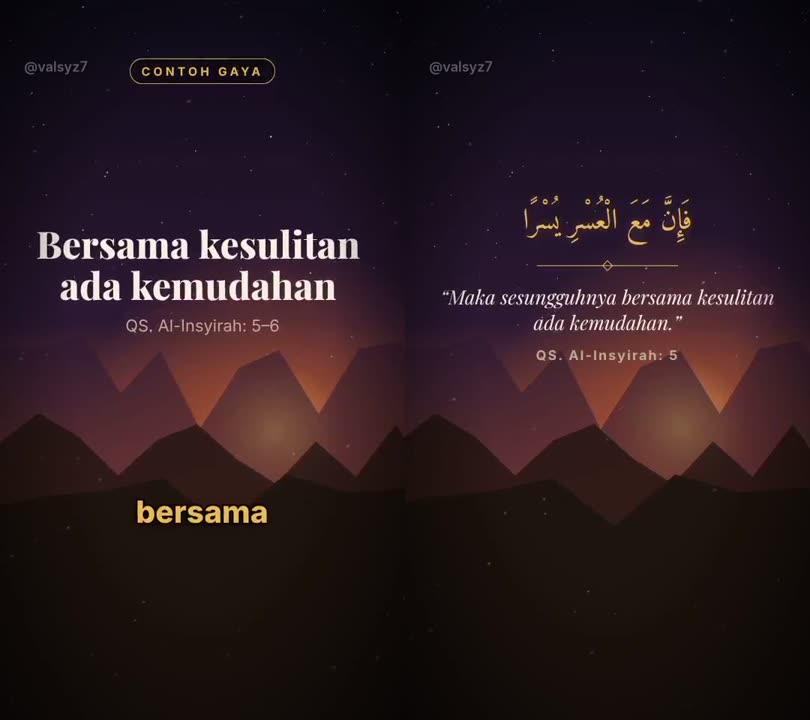 @valsyz7
CONTOH GAYA
Bersama kesulitan
ada kemudahan
QS. Al-Insyirah: 5–6
bersama
@valsyz7
فَإِنَّ مَعَ الْعُسْرِ يُسْرًا
“Maka sesungguhnya bersama kesulitan
ada kemudahan.”
QS. Al-Insyirah: 5